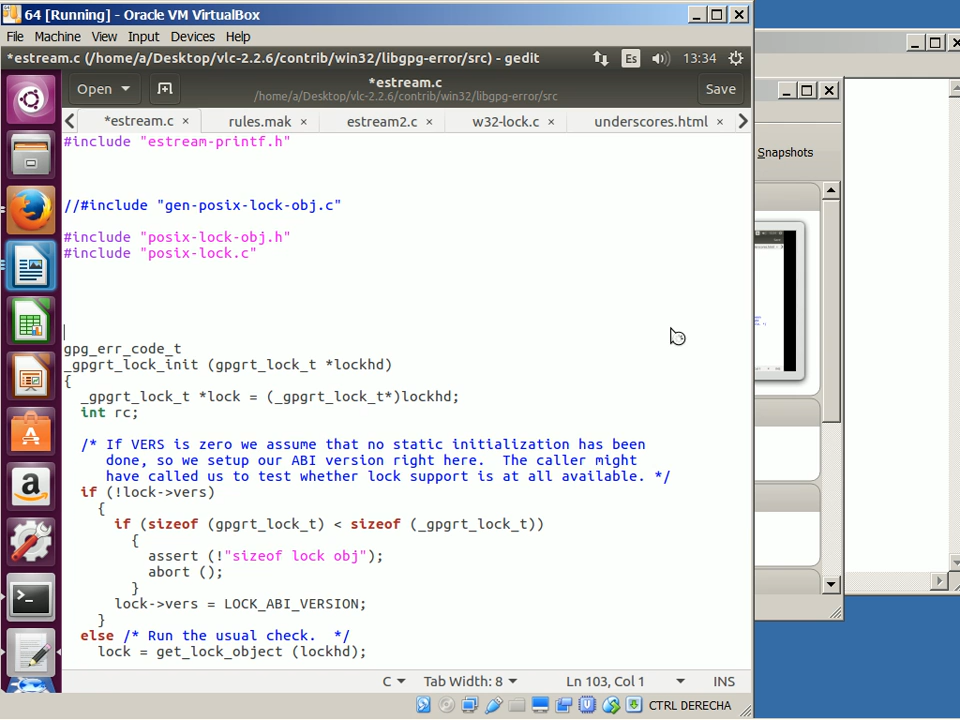 64 [Running] - Oracle VM VirtualBox
File Machine View Input Devices Help
*estream.c (/home/a/Desktop/vlc-2.2.6/contrib/win32/libgpg-error/src) - gedit
Es
13:34
Open
*estream.c
/home/a/Desktop/vlc-2.2.6/contrib/win32/libgpg-error/src
Save
*estream.c ×
rules.mak ×
estream2.c ×
w32-lock.c ×
underscores.html ×
Snapshots
#include "estream-printf.h"
//#include "gen-posix-lock-obj.c"
#include "posix-lock-obj.h"
#include "posix-lock.c"
gpg_err_code_t
_gpgrt_lock_init (gpgrt_lock_t *lockhd)
{
_gpgrt_lock_t *lock = (_gpgrt_lock_t*)lockhd;
int rc;
/* If VERS is zero we assume that no static initialization has been
done, so we setup our ABI version right here.  The caller might
have called us to test whether lock support is at all available. */
if (!lock->vers)
{
if (sizeof (gpgrt_lock_t) < sizeof (_gpgrt_lock_t))
{
assert (!"sizeof lock obj");
abort ();
}
lock->vers = LOCK_ABI_VERSION;
}
else /* Run the usual check.  */
lock = get_lock_object (lockhd);
C
Tab Width: 8
Ln 103, Col 1
INS
CTRL DERECHA